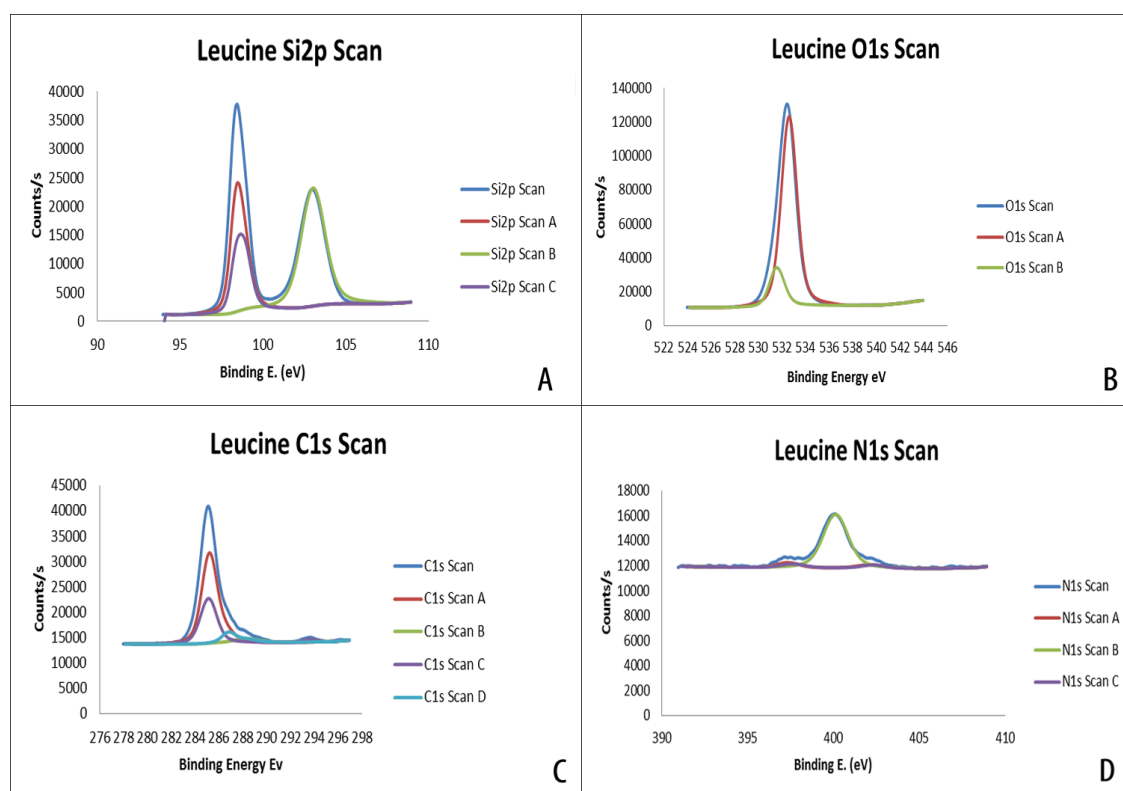 Leucine Si2p Scan
40000
35000
30000
25000
20000
15000
10000
5000
0
Counts/s
90 95 100 105 110
Binding E. (eV)
Si2p Scan
Si2p Scan A
Si2p Scan B
Si2p Scan C
A
Leucine O1s Scan
140000
120000
100000
80000
60000
40000
20000
0
Counts/s
522 524 526 528 530 532 534 536 538 540 542 544 546
Binding Energy eV
O1s Scan
O1s Scan A
O1s Scan B
B
Leucine C1s Scan
45000
40000
35000
30000
25000
20000
15000
10000
5000
0
Counts/s
276 278 280 282 284 286 288 290 292 294 296 298
Binding Energy Ev
C1s Scan
C1s Scan A
C1s Scan B
C1s Scan C
C1s Scan D
C
Leucine N1s Scan
18000
16000
14000
12000
10000
8000
6000
4000
2000
0
Counts/s
390 395 400 405 410
Binding E. (eV)
N1s Scan
N1s Scan A
N1s Scan B
N1s Scan C
D